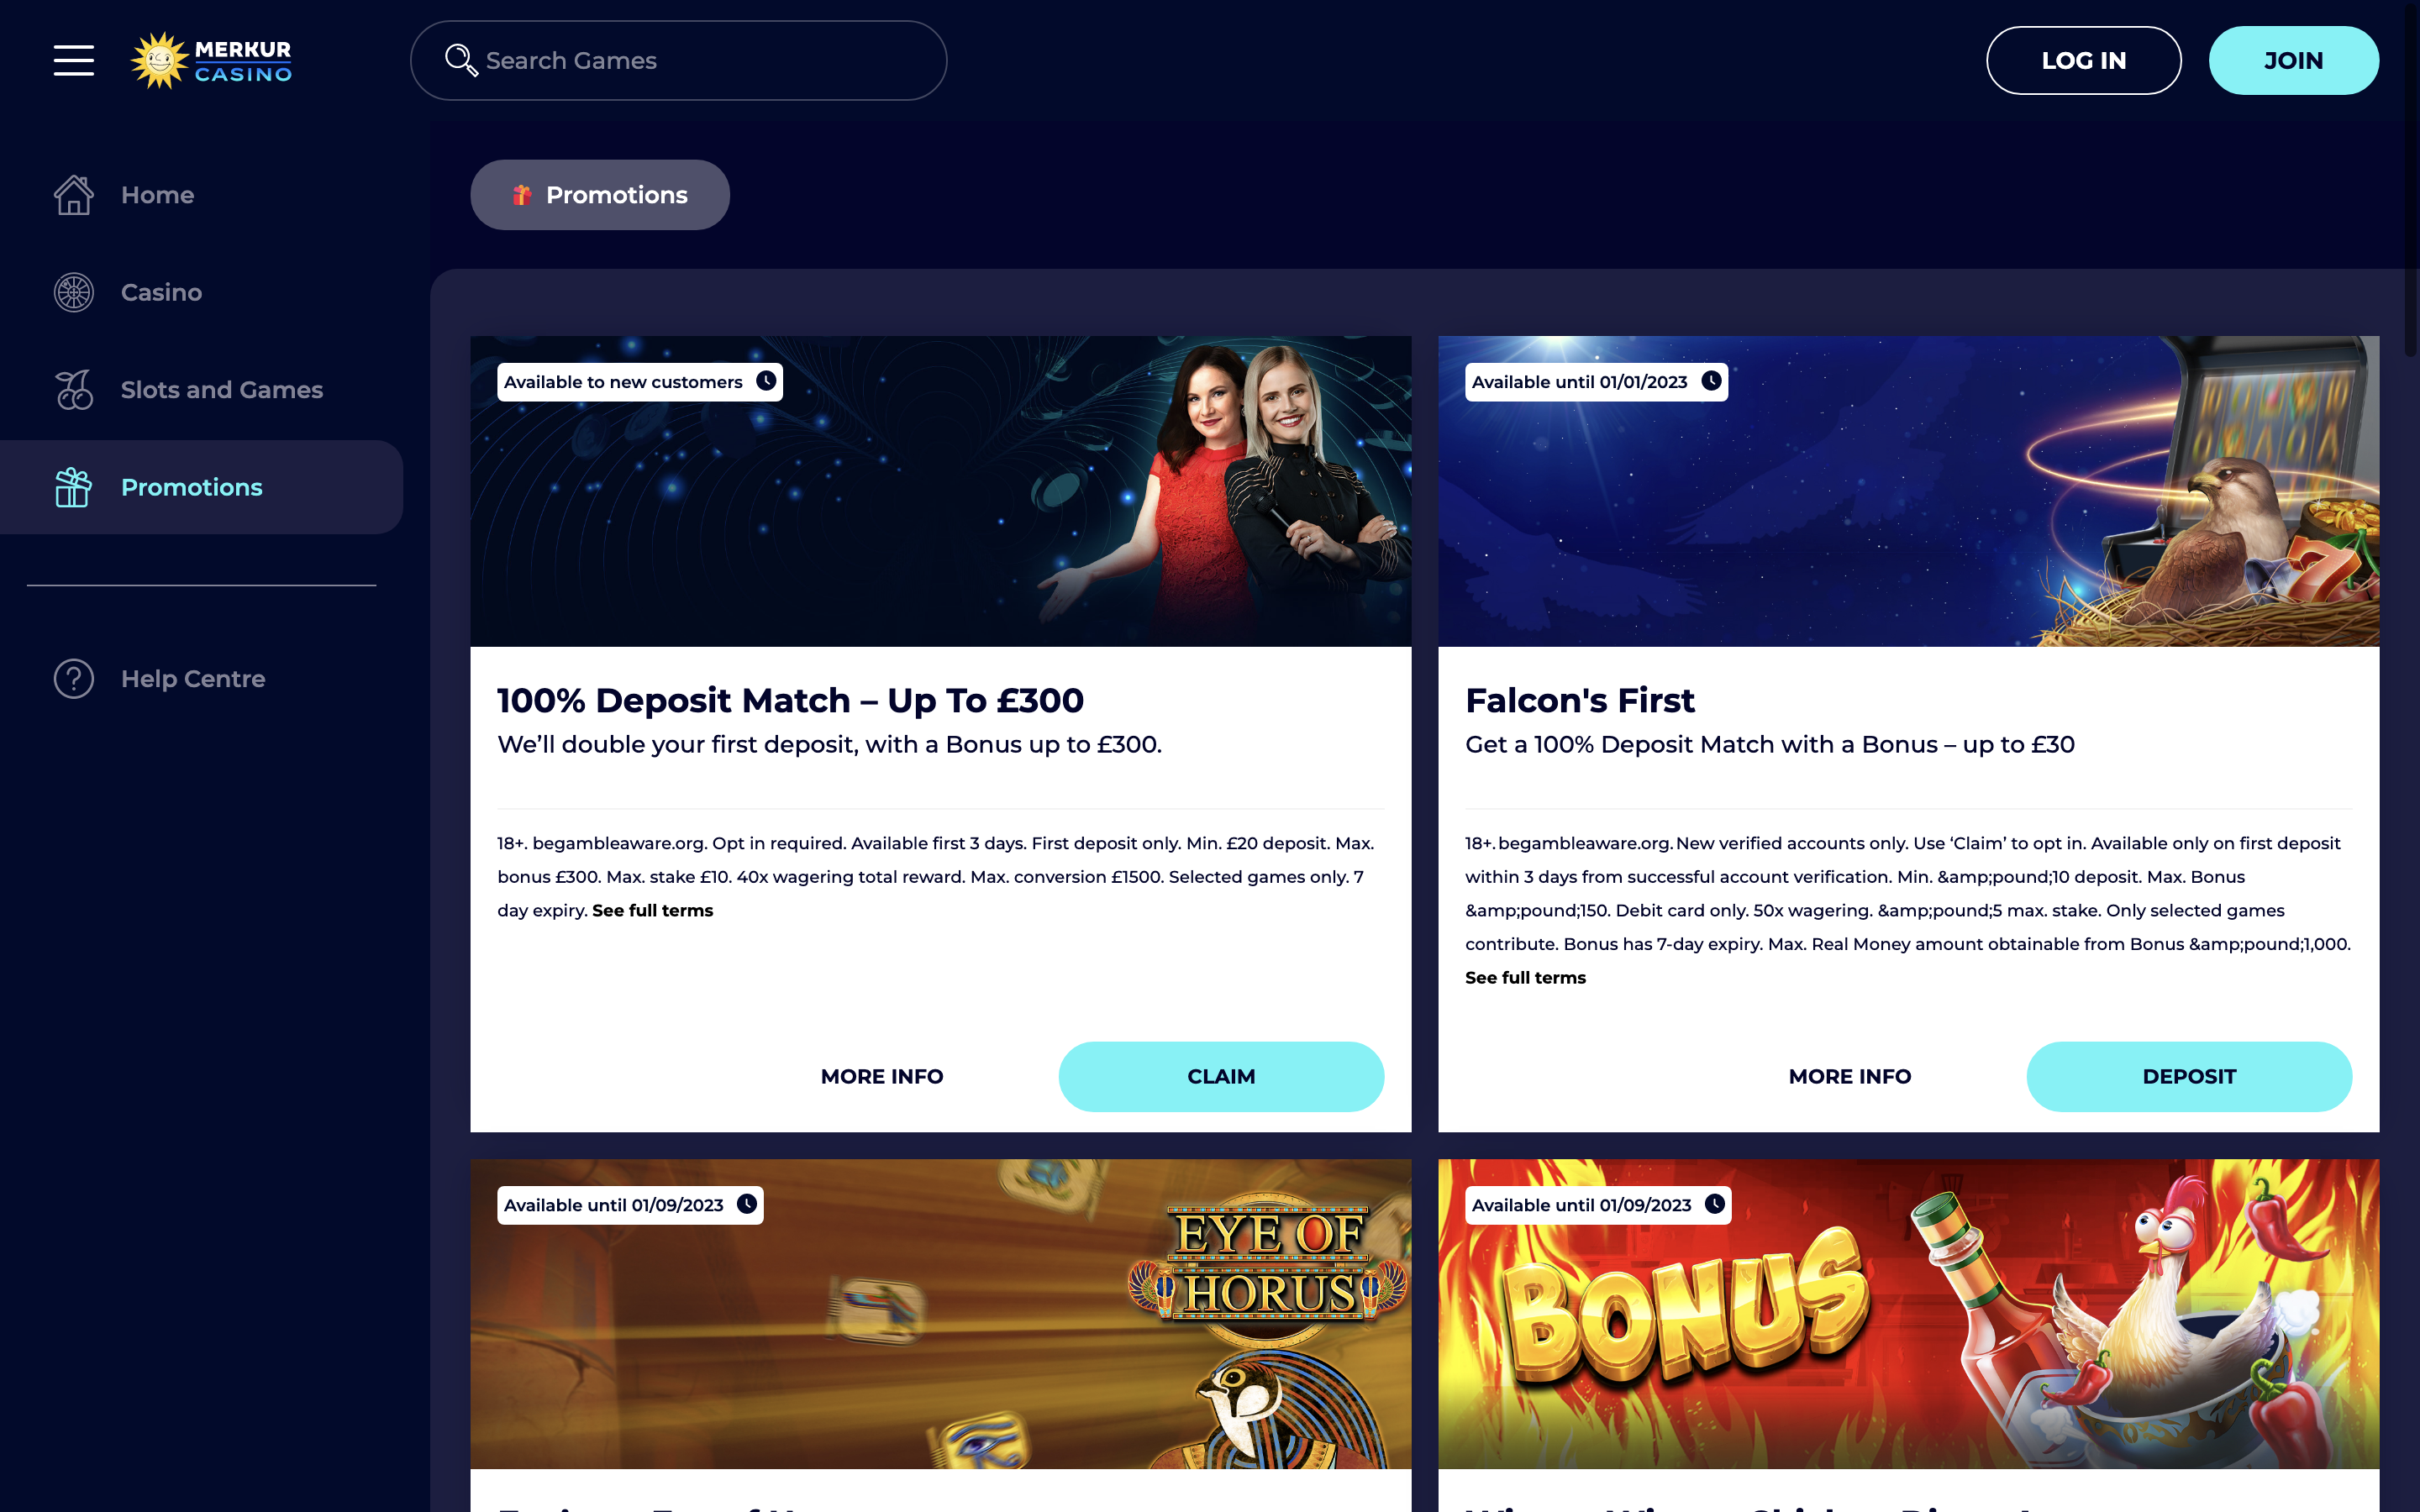 MERKUR
CASINO
Search Games
LOG IN
JOIN
Home
Casino
Slots and Games
Promotions
Help Centre
Promotions
Available to new customers
100% Deposit Match – Up To £300
We’ll double your first deposit, with a Bonus up to £300.
18+. begambleaware.org. Opt in required. Available first 3 days. First deposit only. Min. £20 deposit. Max.
bonus £300. Max. stake £10. 40x wagering total reward. Max. conversion £1500. Selected games only. 7
day expiry. See full terms
MORE INFO
CLAIM
Available until 01/01/2023
Falcon's First
Get a 100% Deposit Match with a Bonus – up to £30
18+. begambleaware.org. New verified accounts only. Use ‘Claim’ to opt in. Available only on first deposit
within 3 days from successful account verification. Min. &amp;pound;10 deposit. Max. Bonus
&amp;pound;150. Debit card only. 50x wagering. &amp;pound;5 max. stake. Only selected games
contribute. Bonus has 7-day expiry. Max. Real Money amount obtainable from Bonus &amp;pound;1,000.
See full terms
MORE INFO
DEPOSIT
Available until 01/09/2023
EYE OF
HORUS
Available until 01/09/2023
BONUS